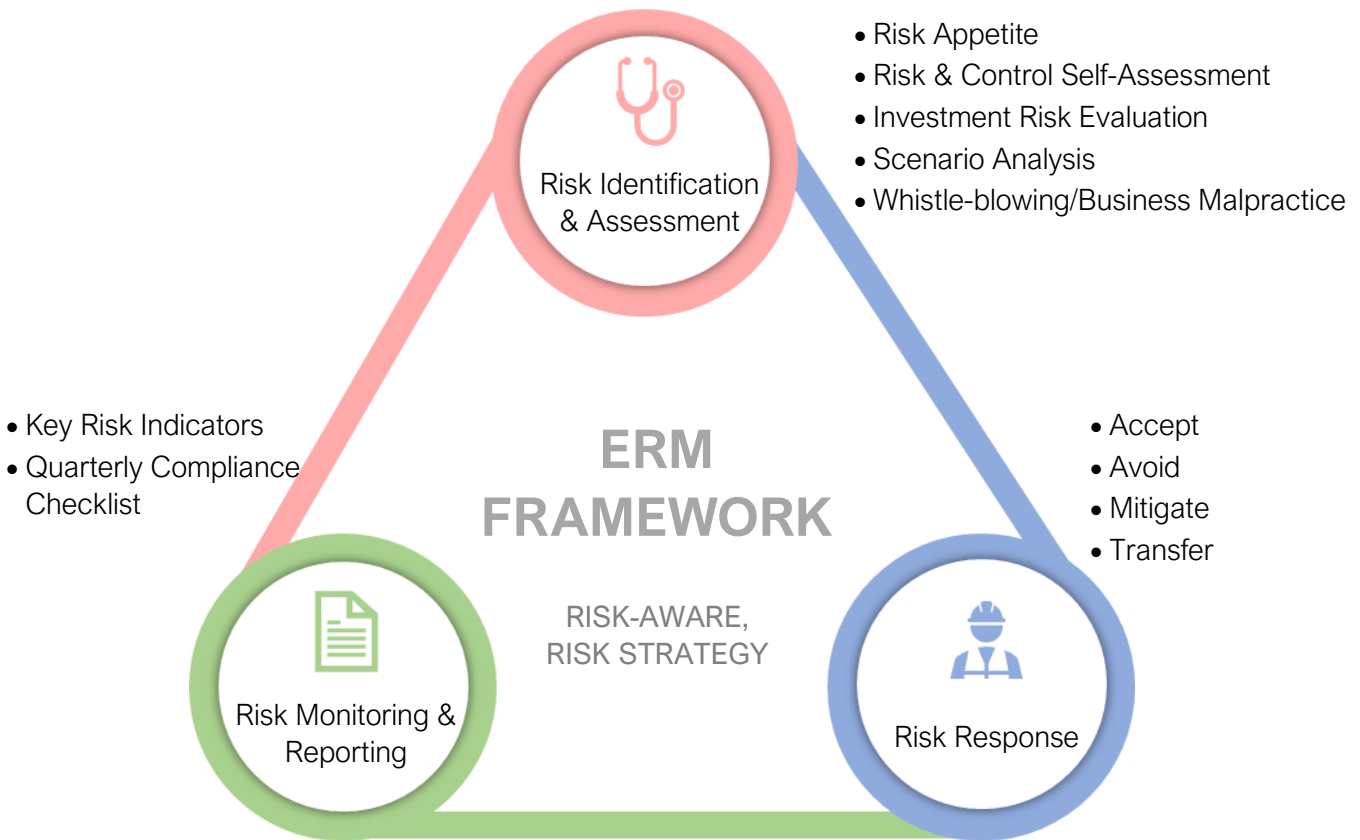 • Risk Appetite
• Risk & Control Self-Assessment
• Investment Risk Evaluation
• Scenario Analysis
• Whistle-blowing/Business Malpractice
Risk Identification
& Assessment
• Key Risk Indicators
• Quarterly Compliance
Checklist
ERM
FRAMEWORK
RISK-AWARE,
RISK STRATEGY
• Accept
• Avoid
• Mitigate
• Transfer
Risk Monitoring &
Reporting
Risk Response